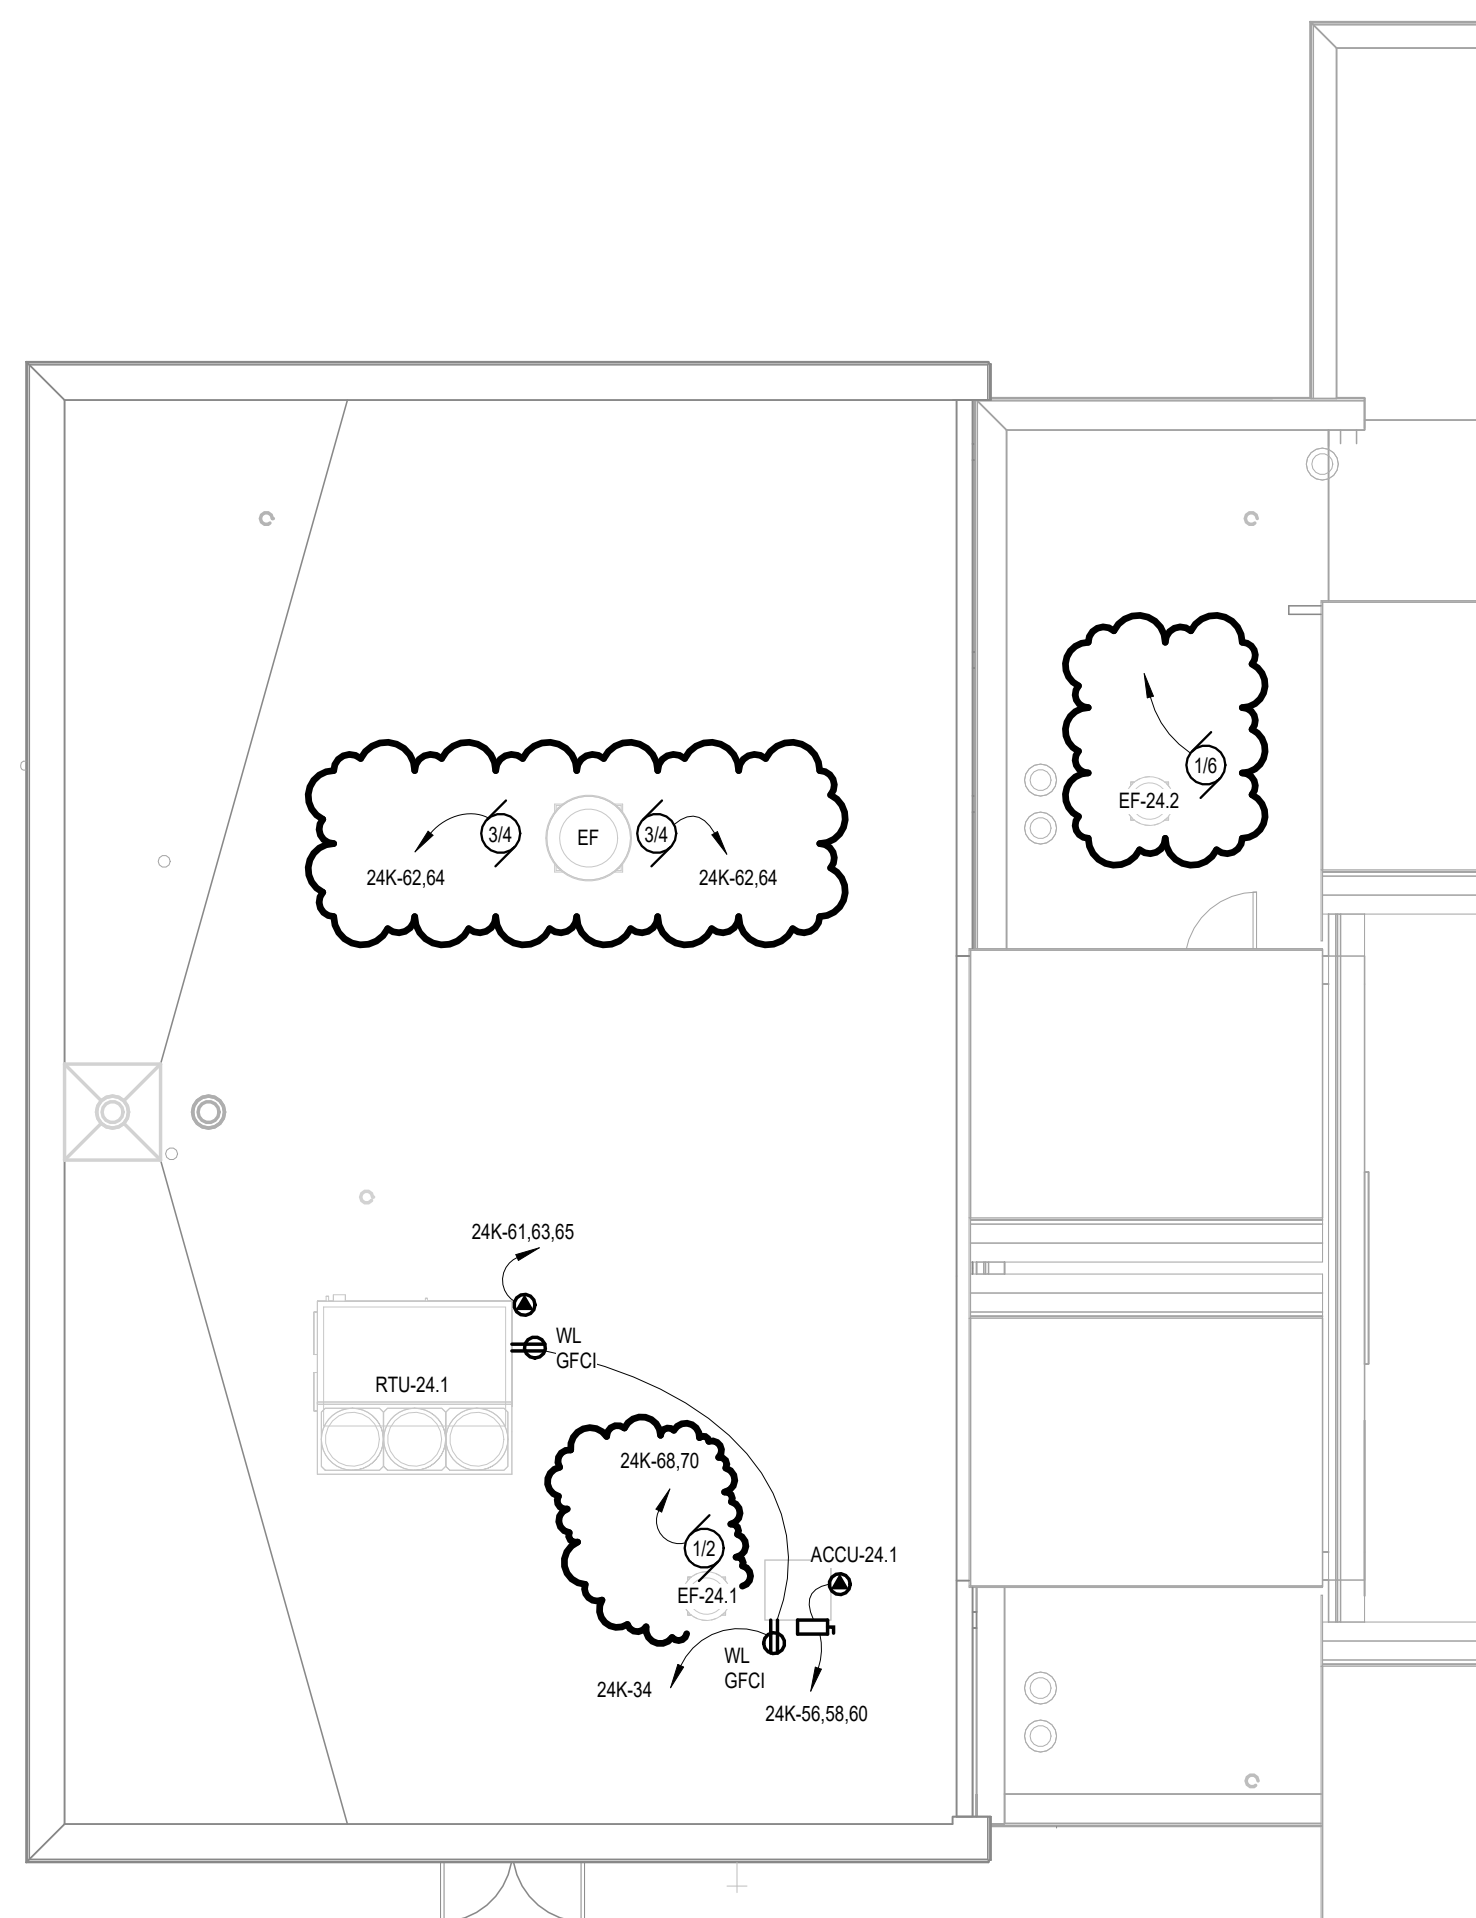 1/6
EF-24.2
3/4
EF
3/4
24K-62,64
24K-62,64
24K-61,63,65
WL
GFCI
RTU-24.1
24K-68,70
1/2
ACCU-24.1
EF-24.1
WL
GFCI
24K-34
24K-56,58,60